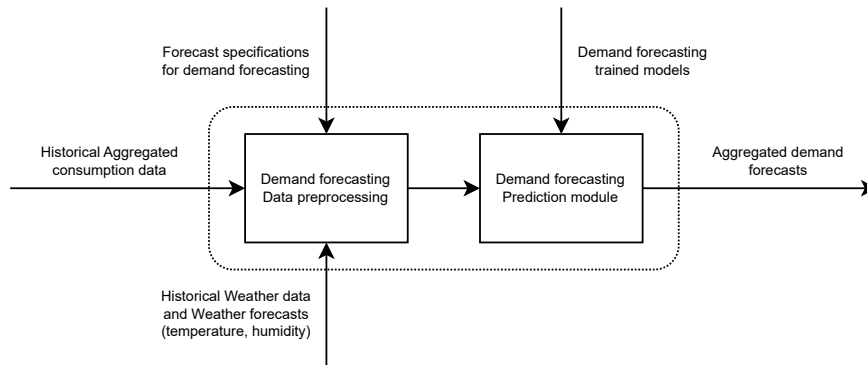 Forecast specifications
for demand forecasting
Demand forecasting
trained models
Historical Aggregated
consumption data
Demand forecasting
Data preprocessing
Demand forecasting
Prediction module
Aggregated demand
forecasts
Historical Weather data
and Weather forecasts
(temperature, humidity)